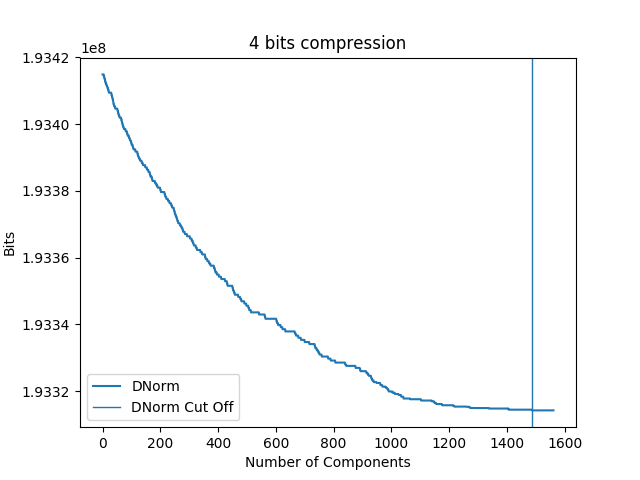 4 bits compression
1e8
1.9342
1.9340
1.9338
1.9336
1.9334
1.9332
Bits
DNorm
DNorm Cut Off
0 200 400 600 800 1000 1200 1400 1600
Number of Components